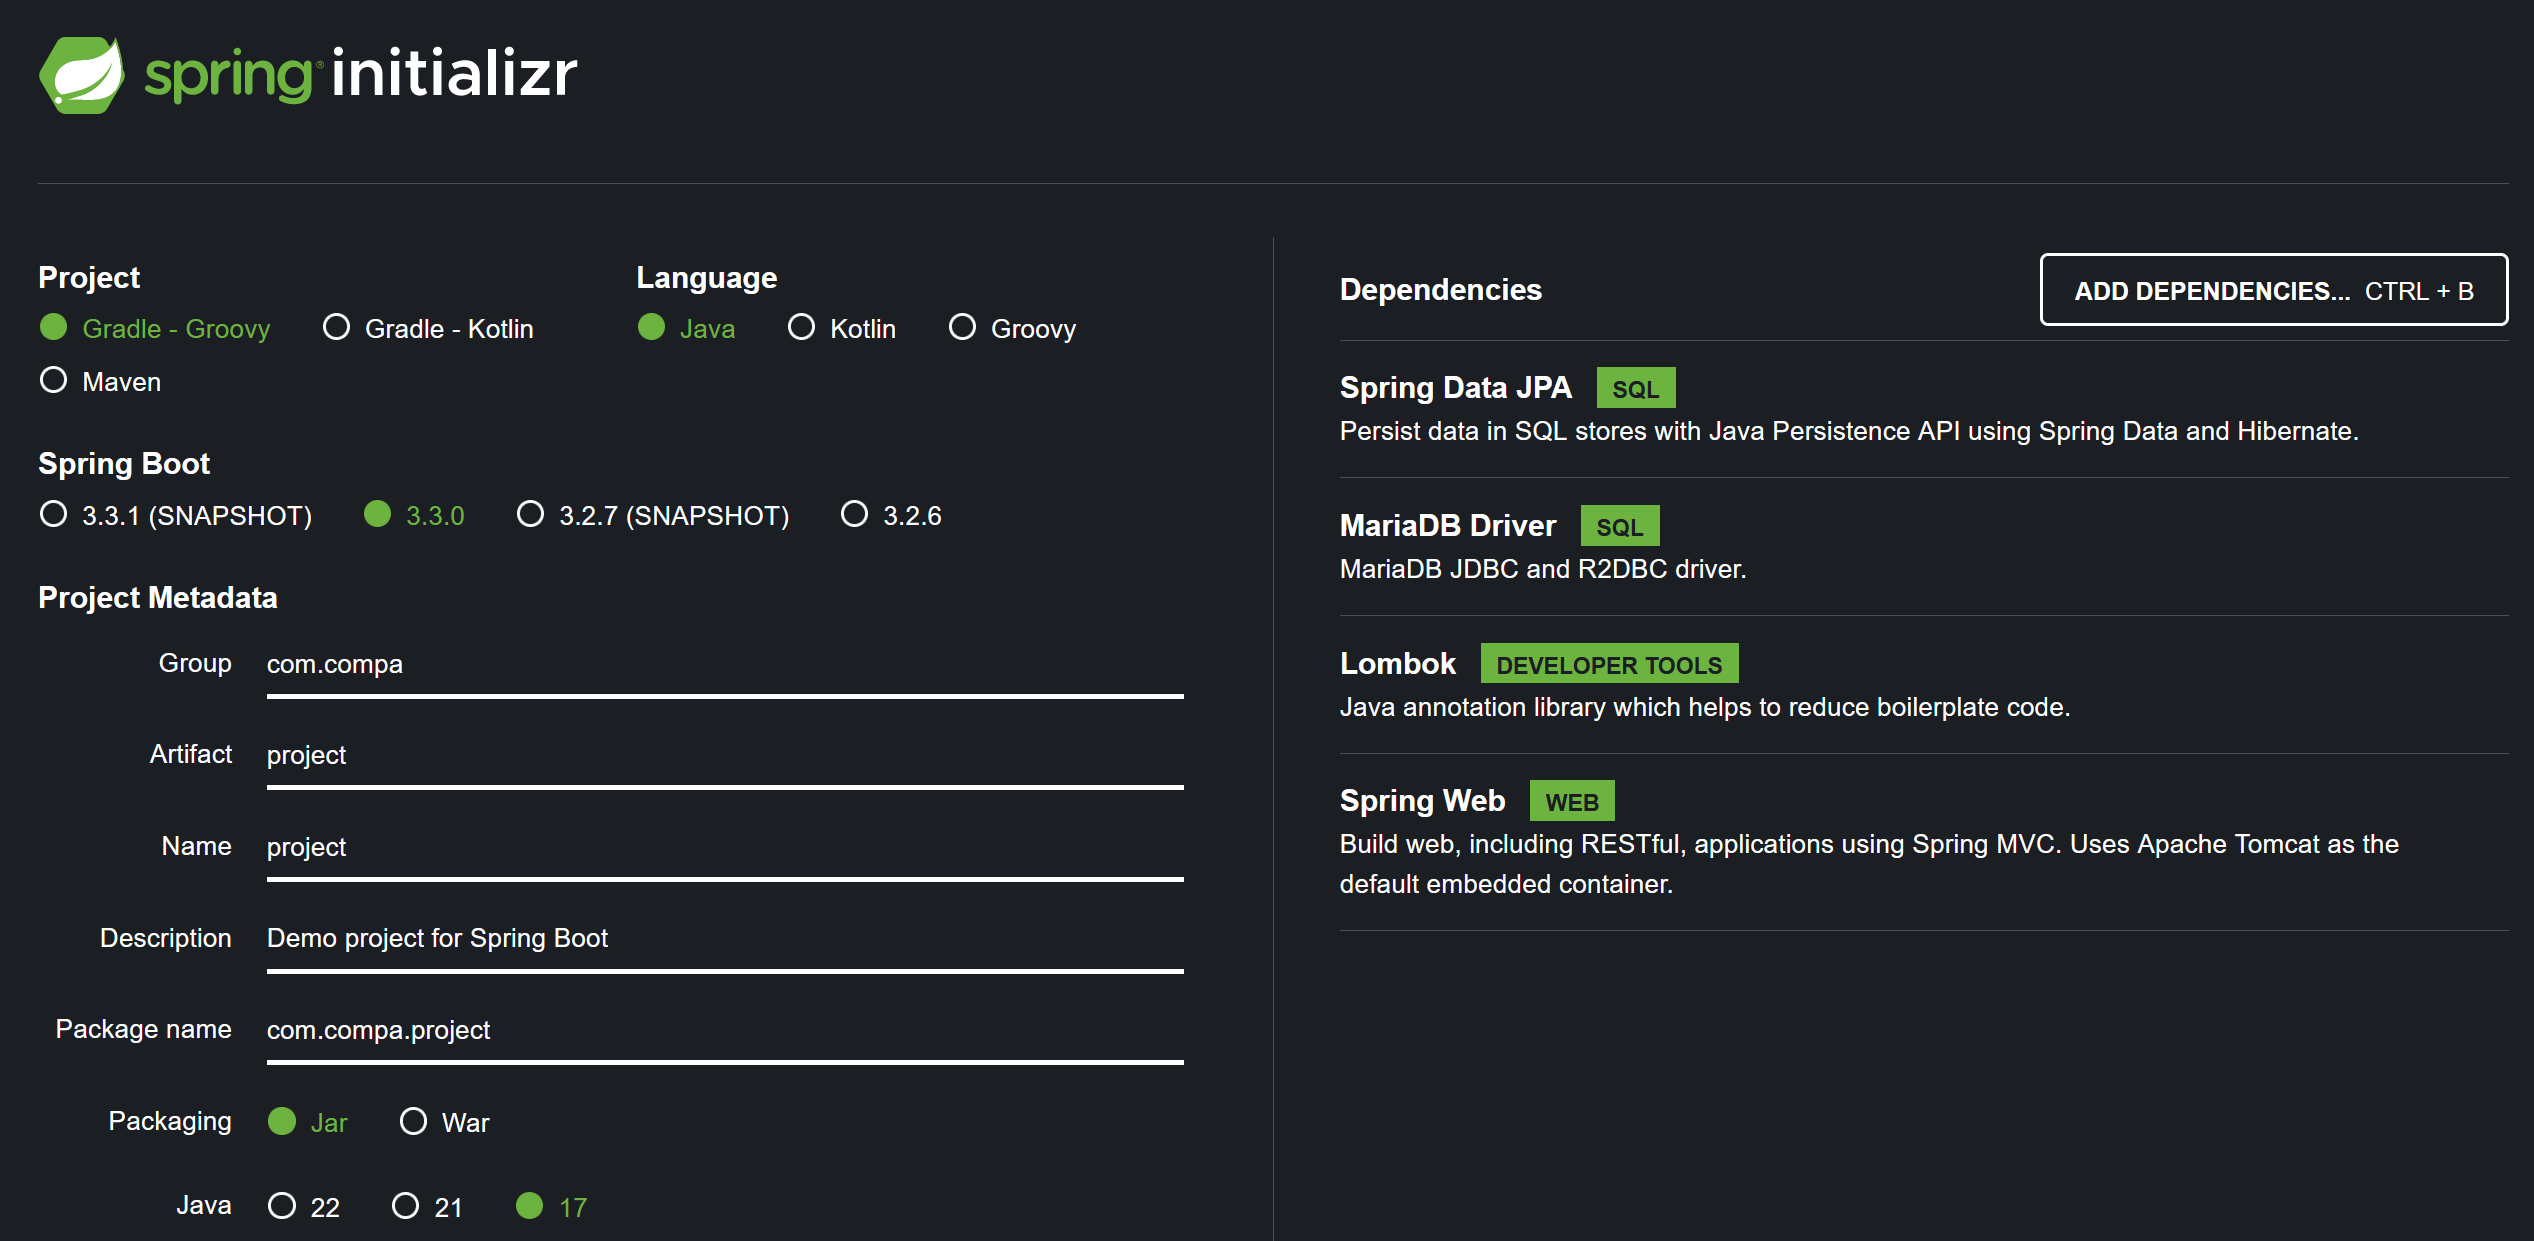 spring initializr
Project
Gradle - Groovy Gradle - Kotlin
Maven
Language
Java Kotlin Groovy
Spring Boot
3.3.1 (SNAPSHOT) 3.3.0 3.2.7 (SNAPSHOT) 3.2.6
Project Metadata
Group com.compa
Artifact project
Name project
Description Demo project for Spring Boot
Package name com.compa.project
Packaging Jar War
Java 22 21 17
Dependencies ADD DEPENDENCIES... CTRL + B
Spring Data JPA SQL
Persist data in SQL stores with Java Persistence API using Spring Data and Hibernate.
MariaDB Driver SQL
MariaDB JDBC and R2DBC driver.
Lombok DEVELOPER TOOLS
Java annotation library which helps to reduce boilerplate code.
Spring Web WEB
Build web, including RESTful, applications using Spring MVC. Uses Apache Tomcat as the
default embedded container.